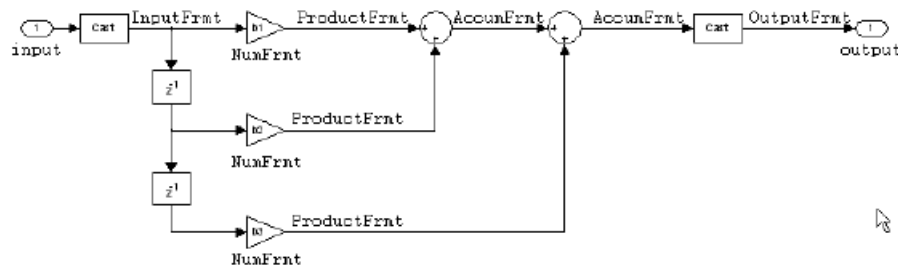 InputFrmt ProductFrmt AccumFrmt AccumFrmt OutputFrmt
1 Cast b1 + + Cast 1
input NumFrmt output
z-1
ProductFrmt
b2
NumFrmt
z-1
ProductFrmt
b3
NumFrmt